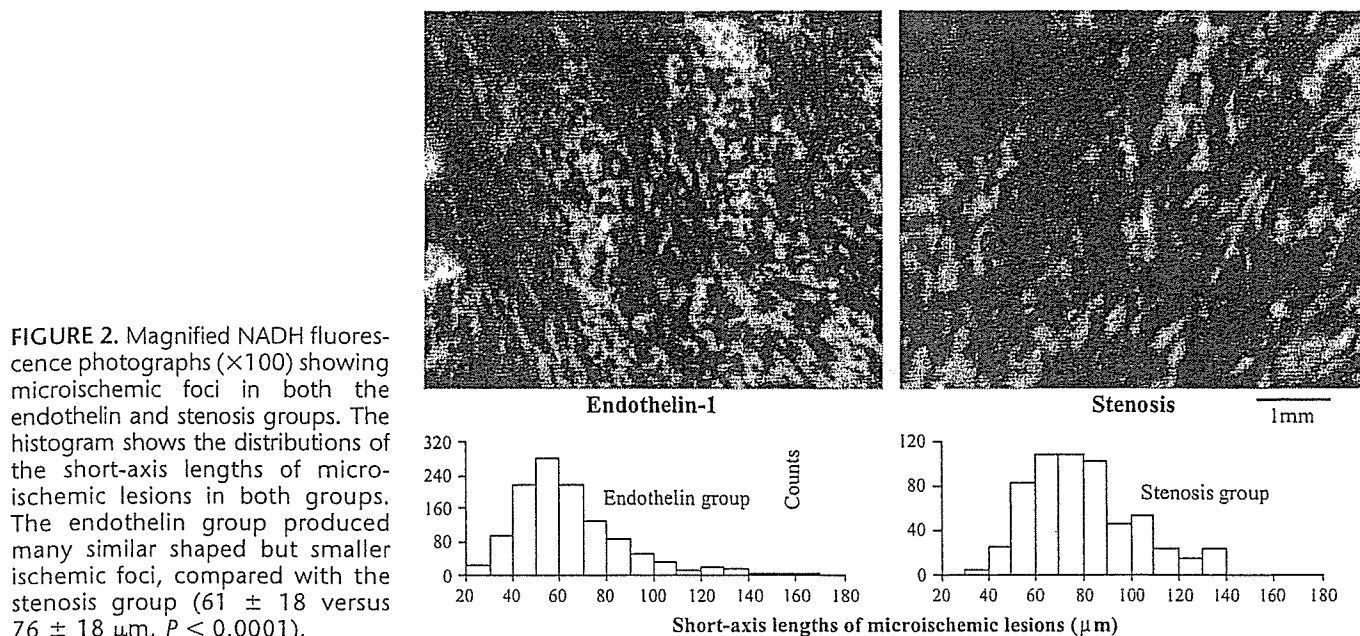 FIGURE 2. Magnified NADH fluores-
cence photographs (×100) showing
microischemic foci in both the
endothelin and stenosis groups. The
histogram shows the distributions of
the short-axis lengths of micro-
ischemic lesions in both groups.
The endothelin group produced
many similar shaped but smaller
ischemic foci, compared with the
stenosis group (61 ± 18 versus
76 ± 18 μm, P < 0.0001).
Endothelin-1
Stenosis
1mm
320
240
160
80
0
Endothelin group
20 40 60 80 100 120 140 160 180
Counts
120
80
40
0
Stenosis group
20 40 60 80 100 120 140 160 180
Short-axis lengths of microischemic lesions (μm)